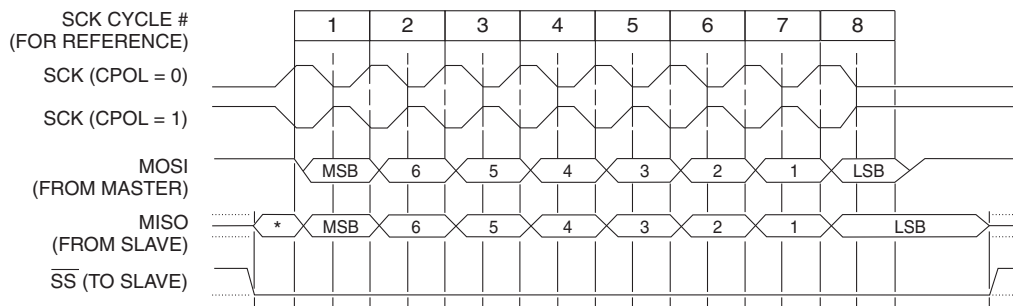 SCK CYCLE #
(FOR REFERENCE)
1 2 3 4 5 6 7 8
SCK (CPOL = 0)
SCK (CPOL = 1)
MOSI
(FROM MASTER)
MSB 6 5 4 3 2 1 LSB
MISO
(FROM SLAVE)
* MSB 6 5 4 3 2 1 LSB
SS (TO SLAVE)